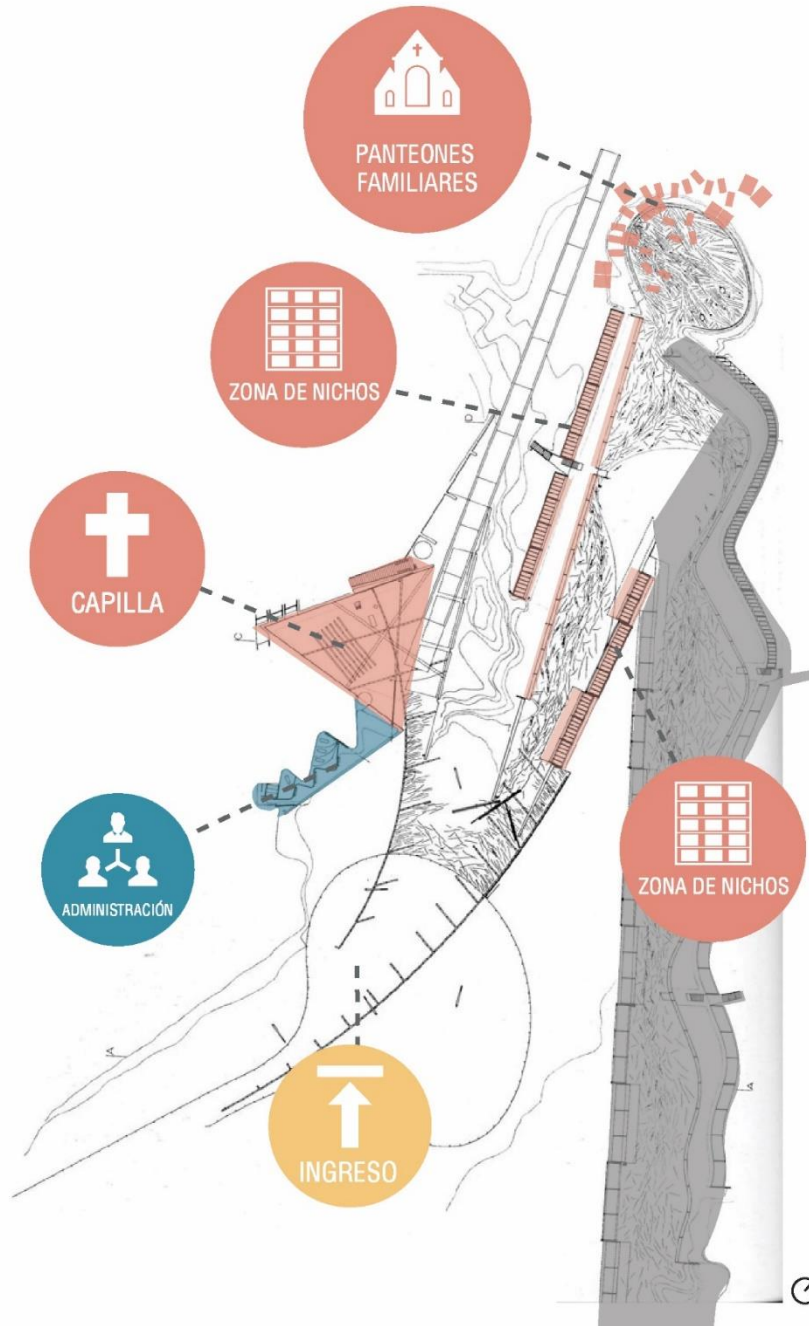 PANTEONES
FAMILIARES
ZONA DE NICHOS
CAPILLA
ZONA DE NICHOS
ADMINISTRACIÓN
INGRESO
A
A
C